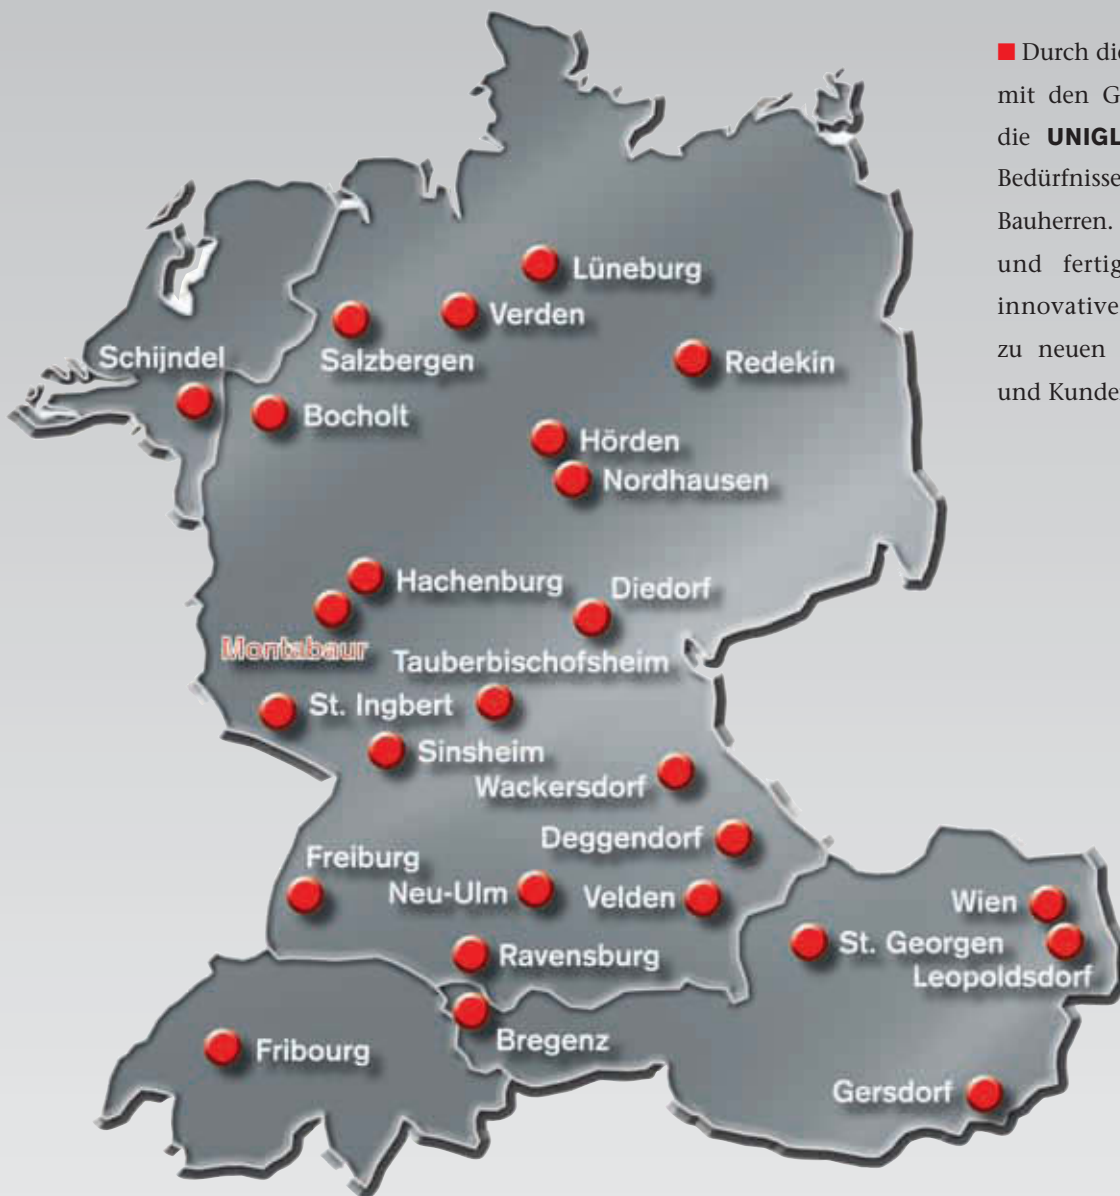 ■ Durch die
mit den G
die UNIGL
Bedürfnisse
Bauherren.
und fertig
innovative
zu neuen
und Kunde
Lüneburg
Verden
Salzbergen
Schijndel
Redekin
Bocholt
Hörden
Nordhausen
Hachenburg
Diedorf
Montabaur
Tauberbischofsheim
St. Ingbert
Sinsheim
Wackersdorf
Deggendorf
Freiburg
Neu-Ulm
Velden
Wien
St. Georgen
Leopoldsdorf
Ravensburg
Bregenz
Fribourg
Gersdorf